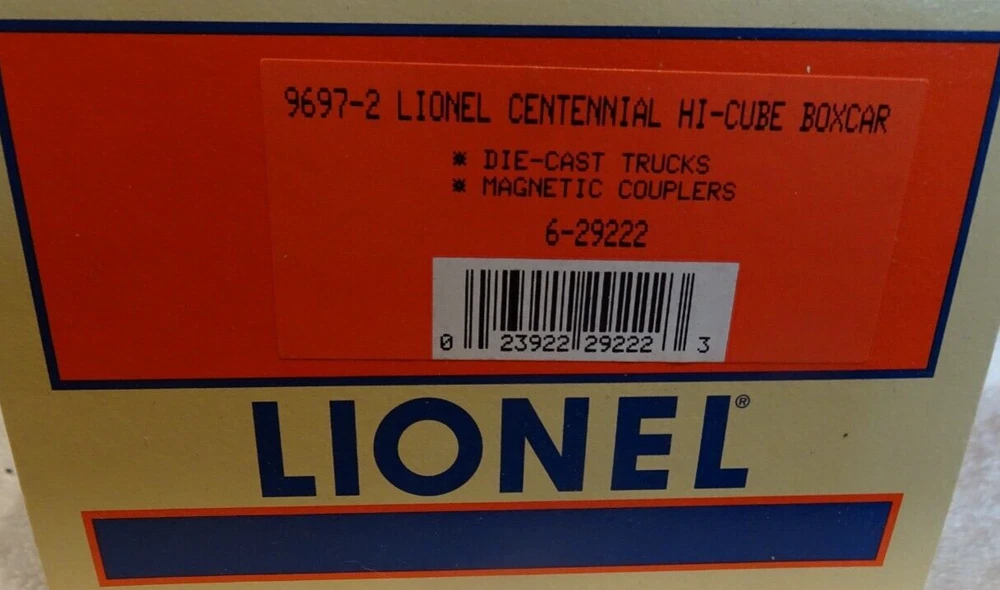 9697-2 LIONEL CENTENNIAL HI-CUBE BOXCAR
* DIE-CAST TRUCKS
* MAGNETIC COUPLERS
6-29222
0 23922 29222 3
LIONEL®